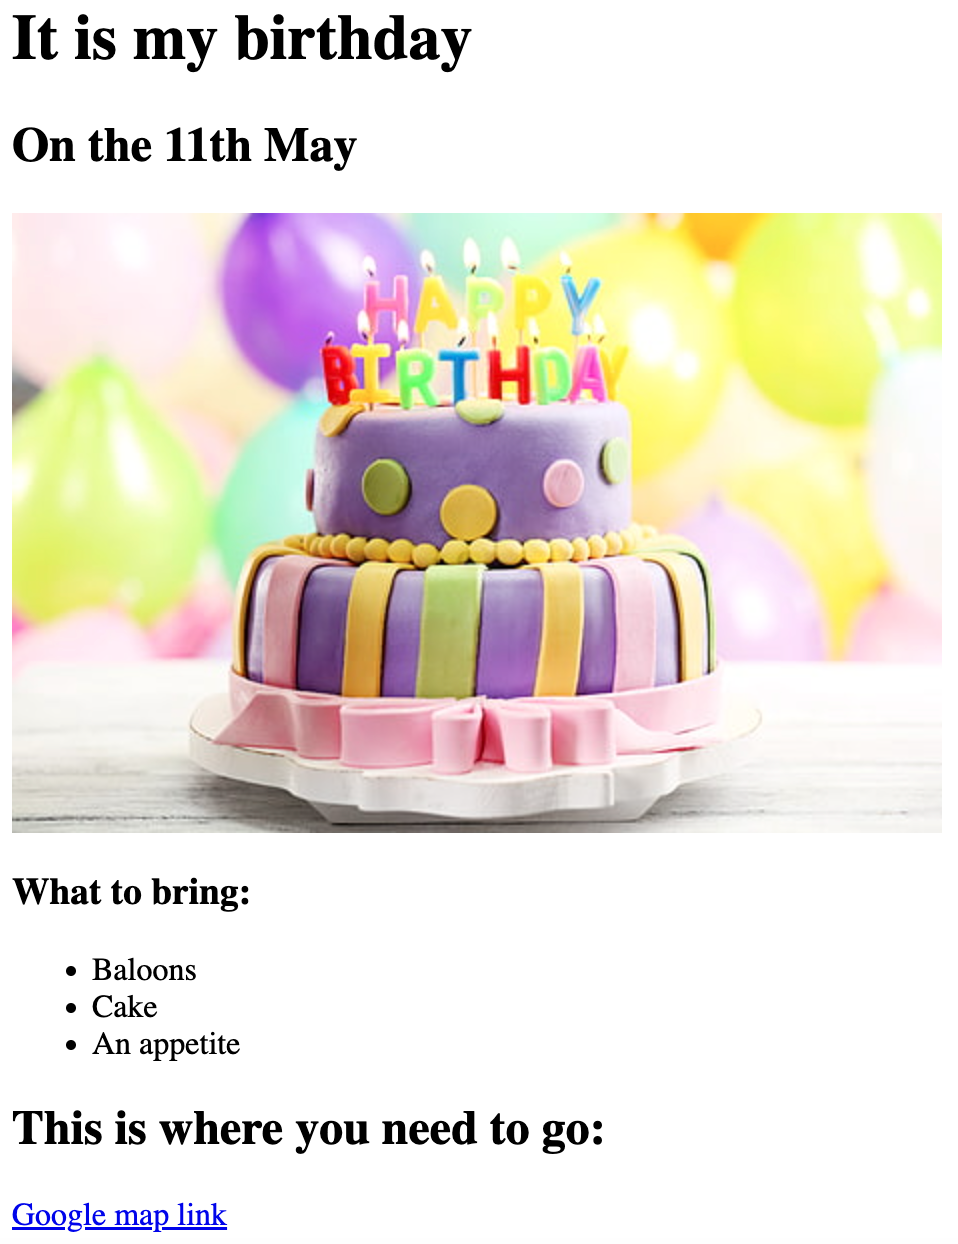 It is my birthday
On the 11th May
HAPPY
BIRTHDAY
What to bring:
Baloons
Cake
An appetite
This is where you need to go:
Google map link